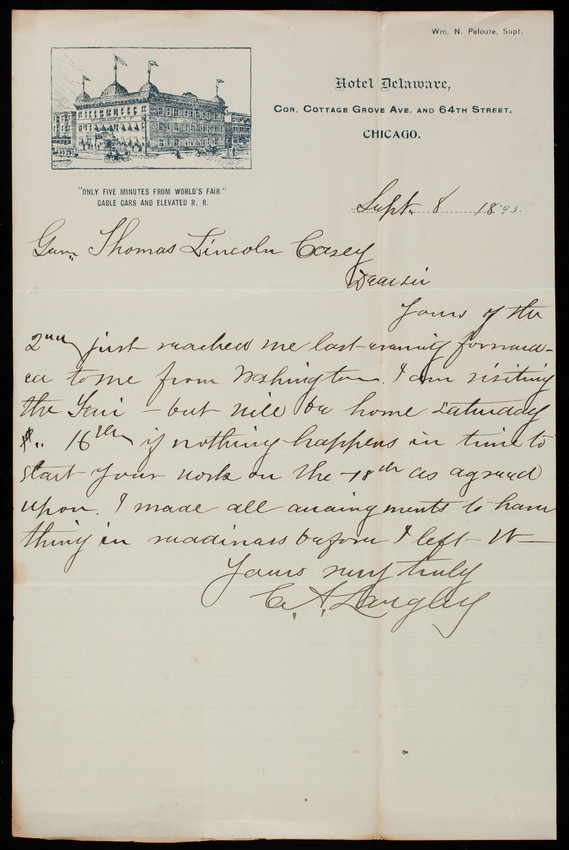 Wm. N. Pelouze, Supt.
Hotel Delaware,
Cor. Cottage Grove Ave. and 64th Street,
CHICAGO.
"ONLY FIVE MINUTES FROM WORLD'S FAIR."
CABLE CARS AND ELEVATED R. R.
Sept. 8 1893.
Gen. Thomas Lincoln Casey
Dear Sir
Yours of the
2nd just reached me last evening forward-
ed to me from Washington. I am visiting
the Fair – but will be home Saturday
16th if nothing happens in time to
start your work on the 18th as agreed
upon. I made all arraingments to have
thing in readiness before I left W—
Yours very truly
C. A. Langley